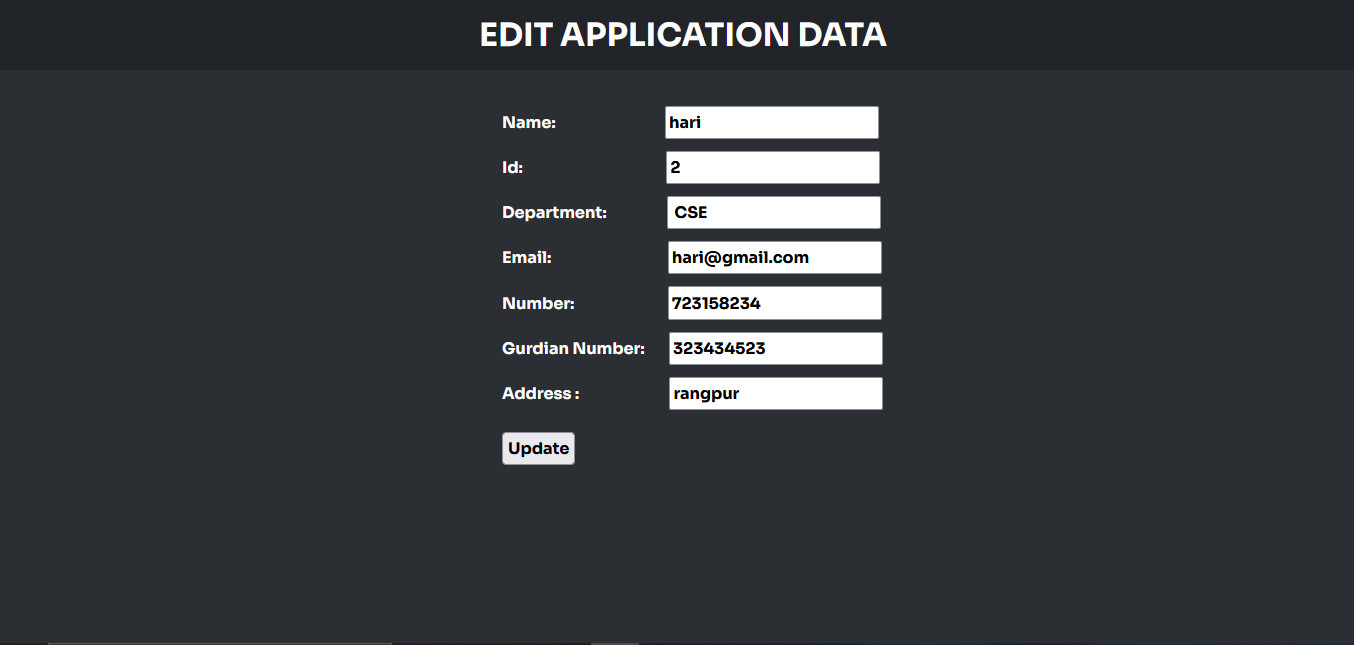 EDIT APPLICATION DATA
Name: hari
Id: 2
Department: CSE
Email: hari@gmail.com
Number: 723158234
Gurdian Number: 323434523
Address : rangpur
Update